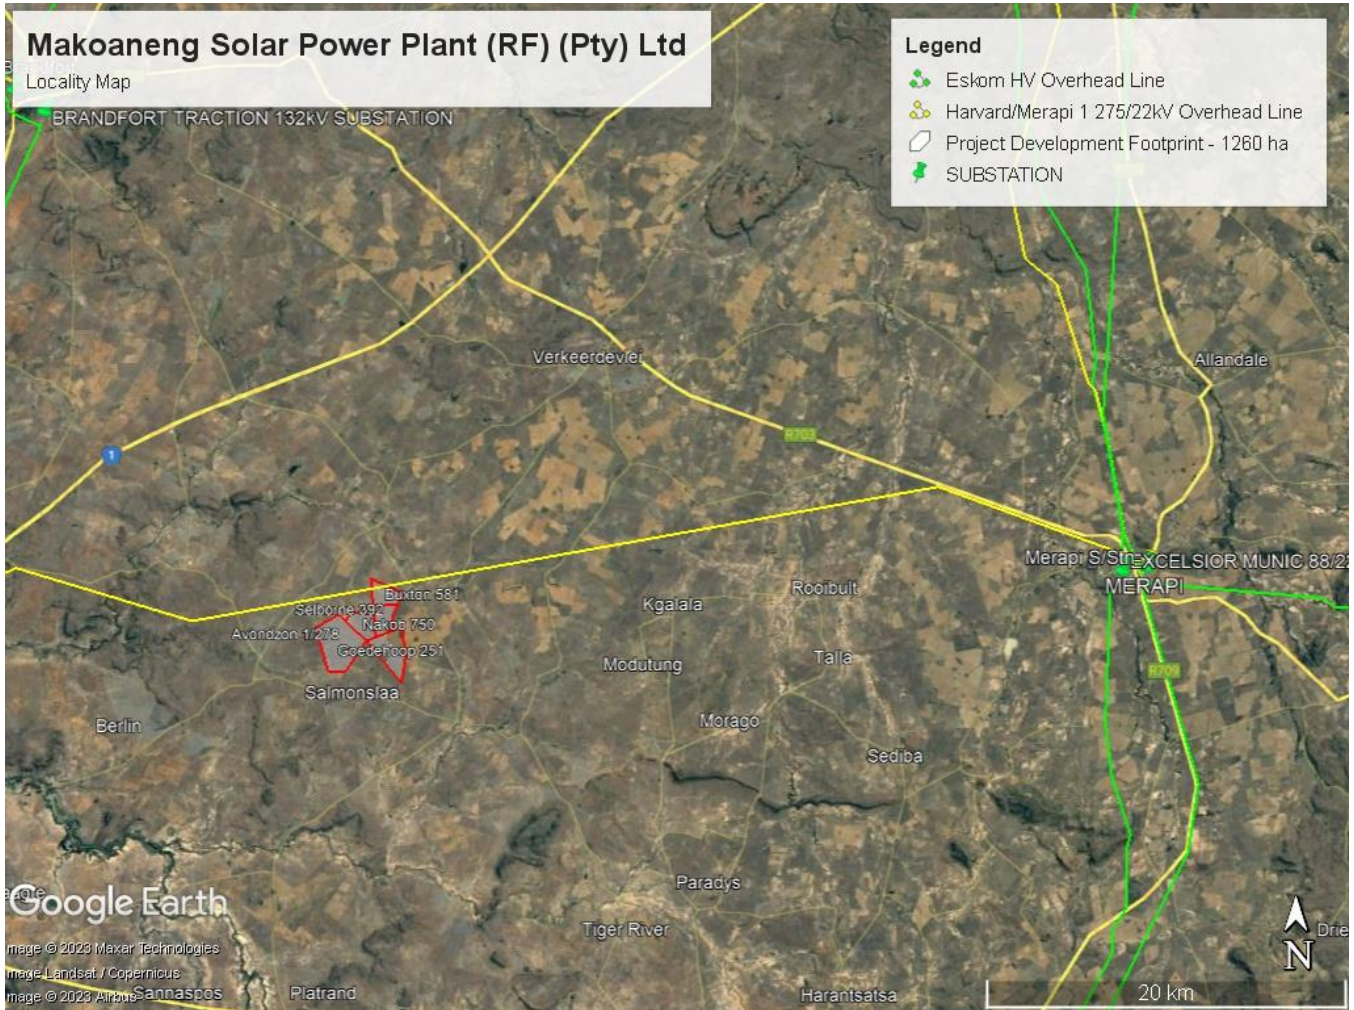 Makoaneng Solar Power Plant (RF) (Pty) Ltd
Locality Map
Legend
Eskom HV Overhead Line
Harvard/Merapi 1 275/22kV Overhead Line
Project Development Footprint - 1260 ha
SUBSTATION
BRANDFORT TRACTION 132kV SUBSTATION
Verkeerdevlei
Allandale
R703
1
Merapi S/Stn
EXCELSIOR MUNIC 88/22
MERAPI
Buxton 581
Selborne 392
Nakob 750
Avondzon 1/278
Goedehoop 251
Kgalala
Rooibult
Modutung
Talla
R709
Salmonslaa
Berlin
Morago
Sediba
Paradys
Google Earth
Tiger River
Drie
N
mage © 2023 Maxar Technologies
mage Landsat / Copernicus
mage © 2023 Airbus
Sannaspos
Platrand
Harantsatsa
20 km